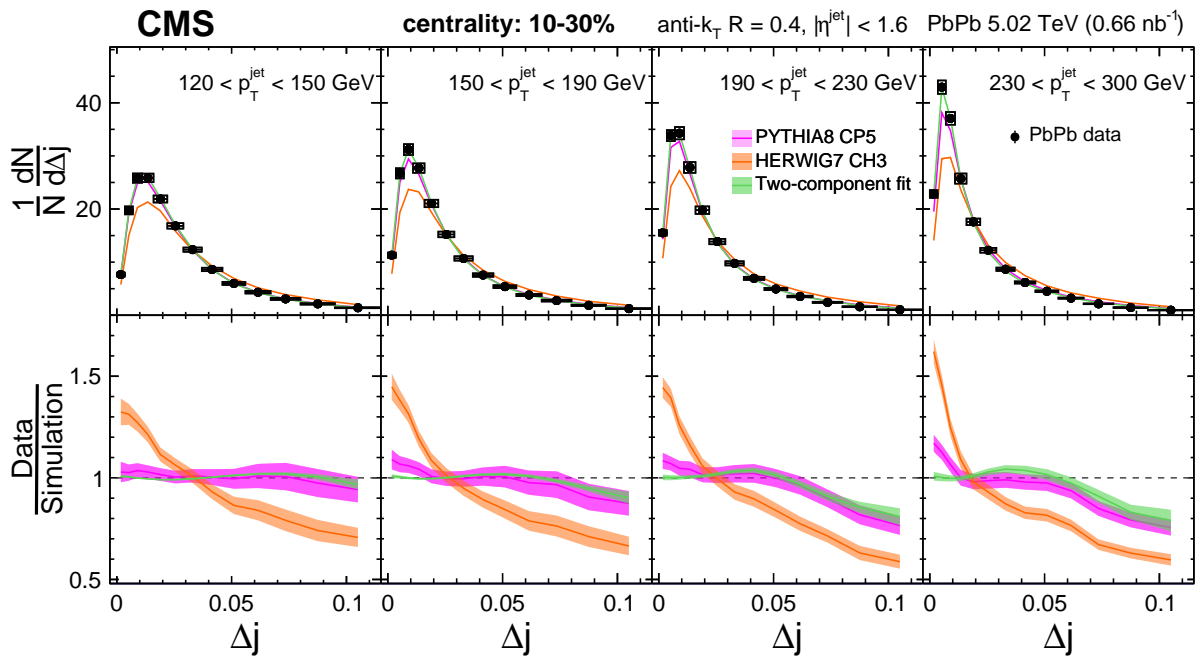 CMS centrality: 10-30% anti-k_T R = 0.4, |η^jet| < 1.6 PbPb 5.02 TeV (0.66 nb^-1)
120 < p_T^jet < 150 GeV 150 < p_T^jet < 190 GeV 190 < p_T^jet < 230 GeV 230 < p_T^jet < 300 GeV
PYTHIA8 CP5
HERWIG7 CH3
Two-component fit
PbPb data
1/N dN/dΔj
40
20
Data/Simulation
1.5
1
0.5
0 0.05 0.1 0 0.05 0.1 0 0.05 0.1 0 0.05 0.1
Δj Δj Δj Δj